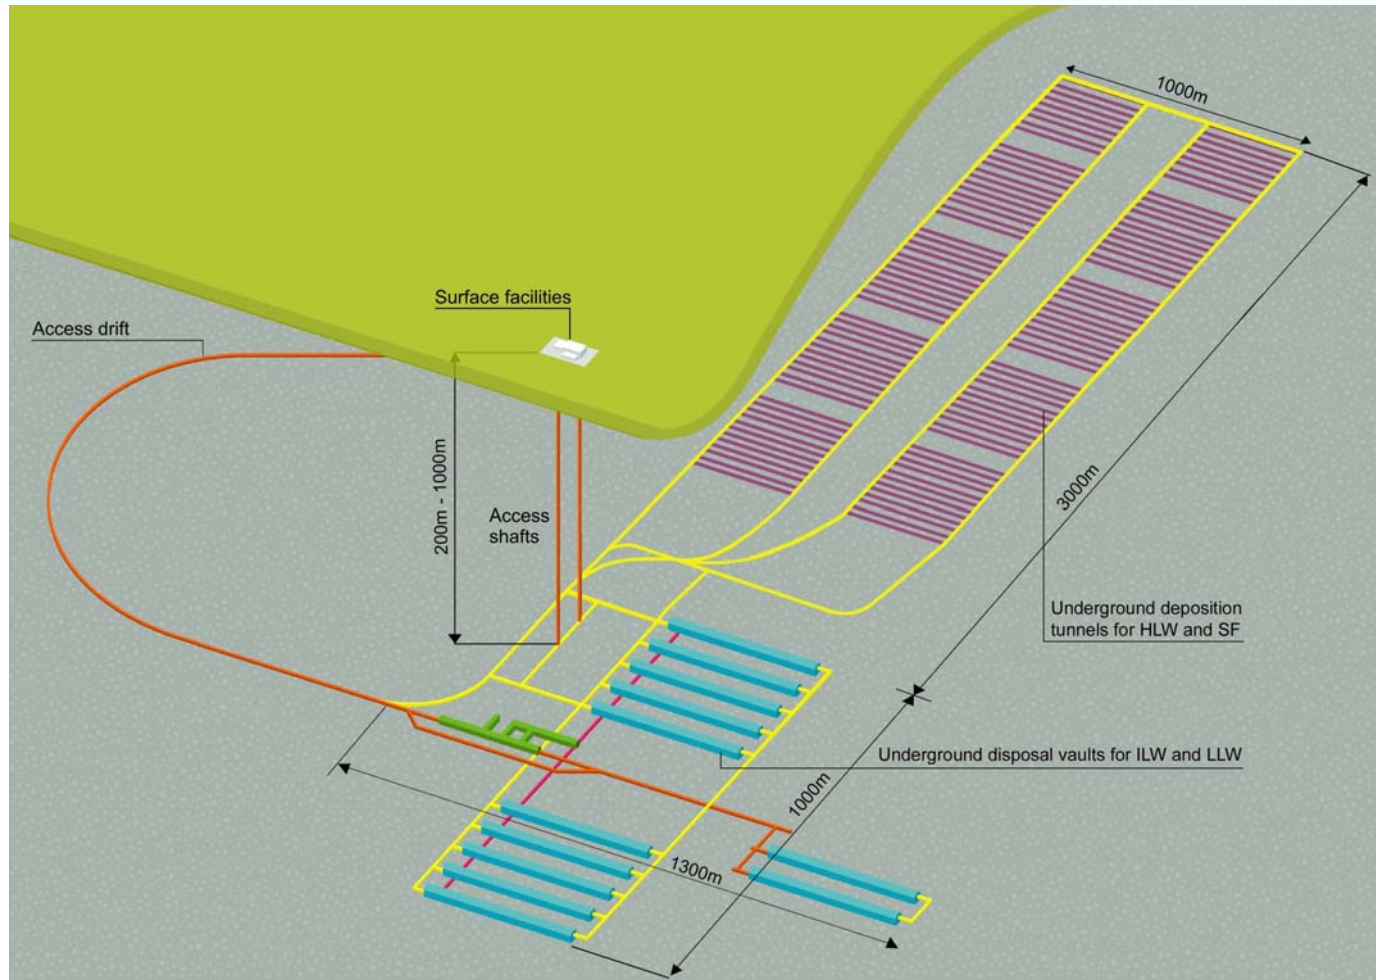 1000m
Surface facilities
Access drift
200m - 1000m
Access
shafts
3000m
Underground deposition
tunnels for HLW and SF
Underground disposal vaults for ILW and LLW
1000m
1300m